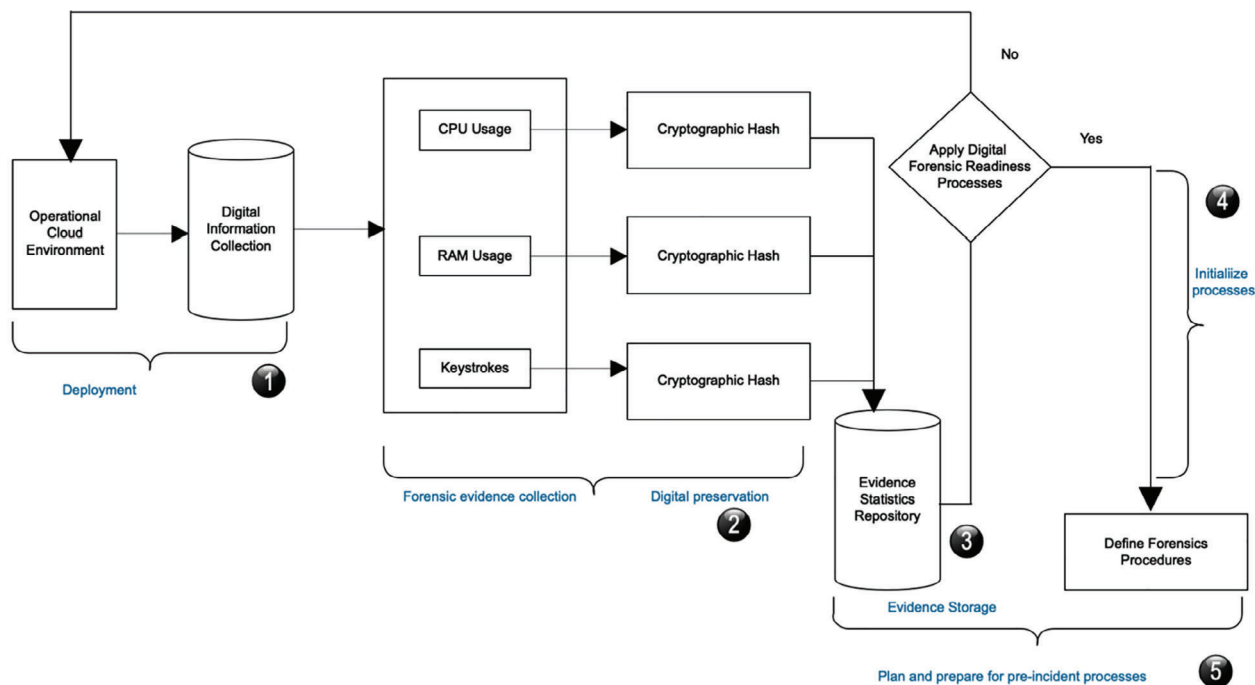 No
CPU Usage
Cryptographic Hash
Apply Digital
Forensic Readiness
Processes
Yes
4
Operational
Cloud
Environment
Digital
Information
Collection
RAM Usage
Cryptographic Hash
Initialiize
processes
Keystrokes
Cryptographic Hash
Deployment
1
Forensic evidence collection
Digital preservation
2
Evidence
Statistics
Repository
3
Define Forensics
Procedures
Evidence Storage
Plan and prepare for pre-incident processes
5